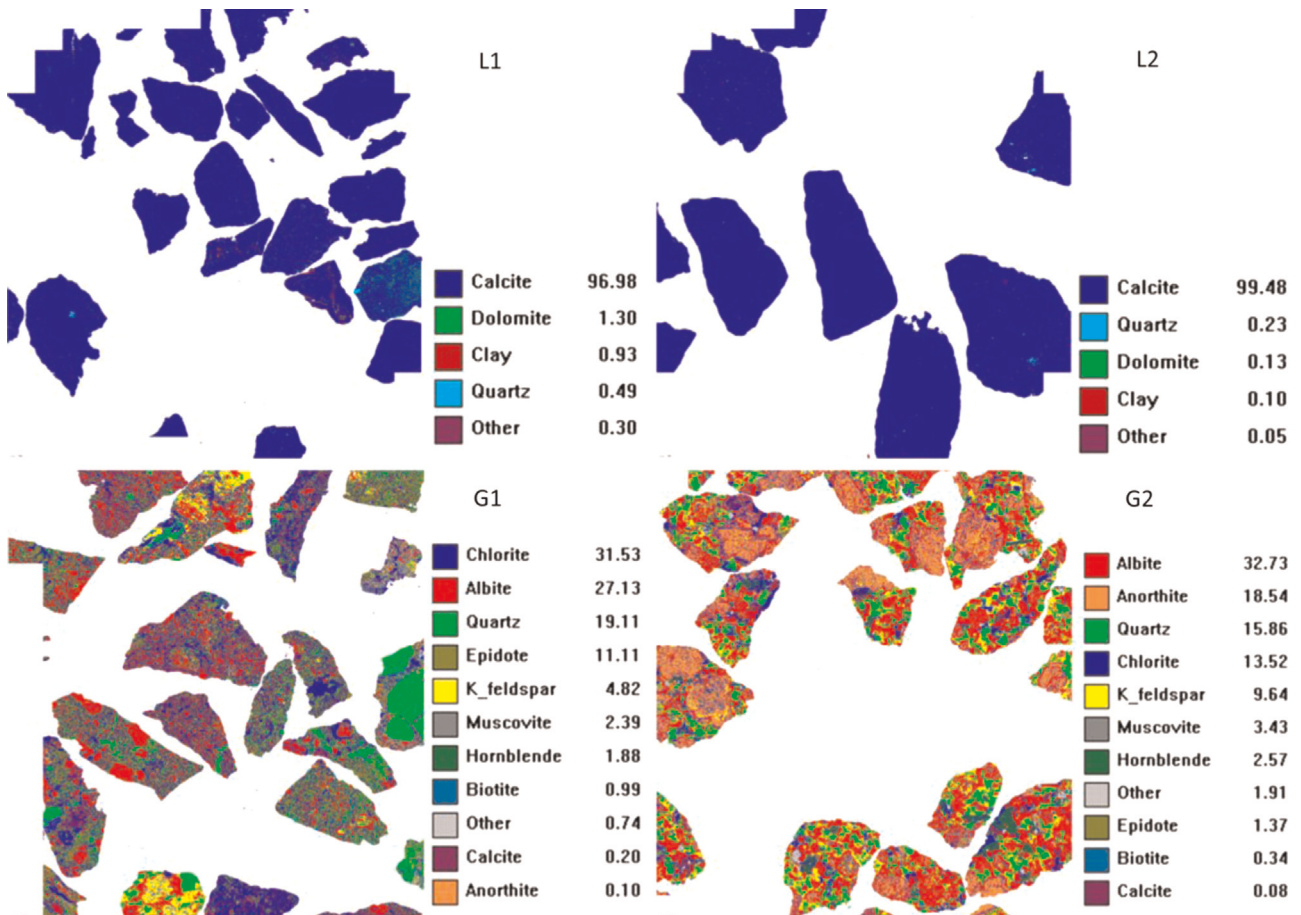 L1
Calcite 96.98
Dolomite 1.30
Clay 0.93
Quartz 0.49
Other 0.30
L2
Calcite 99.48
Quartz 0.23
Dolomite 0.13
Clay 0.10
Other 0.05
G1
Chlorite 31.53
Albite 27.13
Quartz 19.11
Epidote 11.11
K_feldspar 4.82
Muscovite 2.39
Hornblende 1.88
Biotite 0.99
Other 0.74
Calcite 0.20
Anorthite 0.10
G2
Albite 32.73
Anorthite 18.54
Quartz 15.86
Chlorite 13.52
K_feldspar 9.64
Muscovite 3.43
Hornblende 2.57
Other 1.91
Epidote 1.37
Biotite 0.34
Calcite 0.08